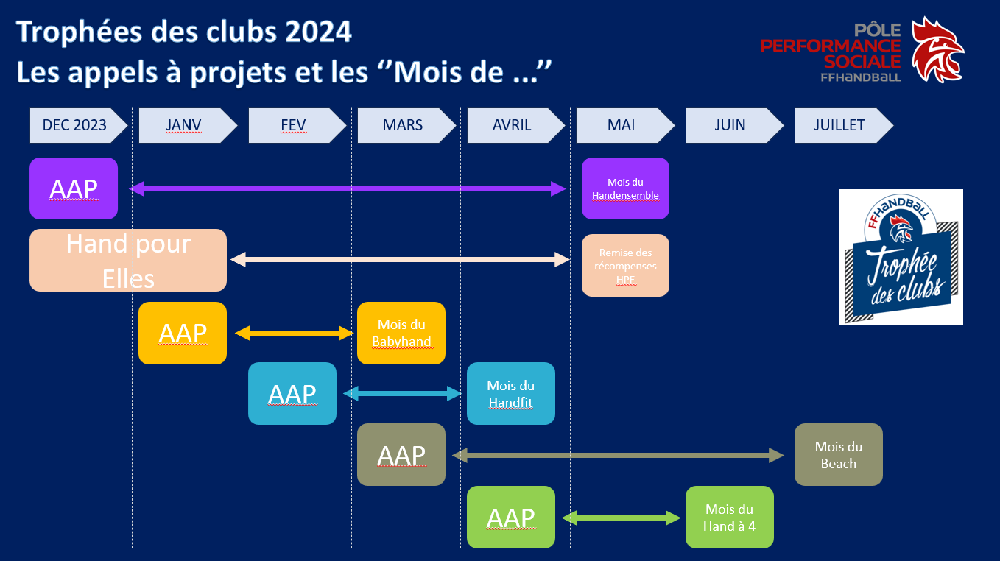 Trophées des clubs 2024
Les appels à projets et les ‘’Mois de ...’’
PÔLE
PERFORMANCE
SOCIALE
FFHANDBALL
DEC 2023
JANV
FEV
MARS
AVRIL
MAI
JUIN
JUILLET
AAP
Mois du
Handensemble
Hand pour
Elles
Remise des
récompenses
HPE
FFHANDBALL
Trophée
des clubs
AAP
Mois du
Babyhand
AAP
Mois du
Handfit
AAP
Mois du
Beach
AAP
Mois du
Hand à 4